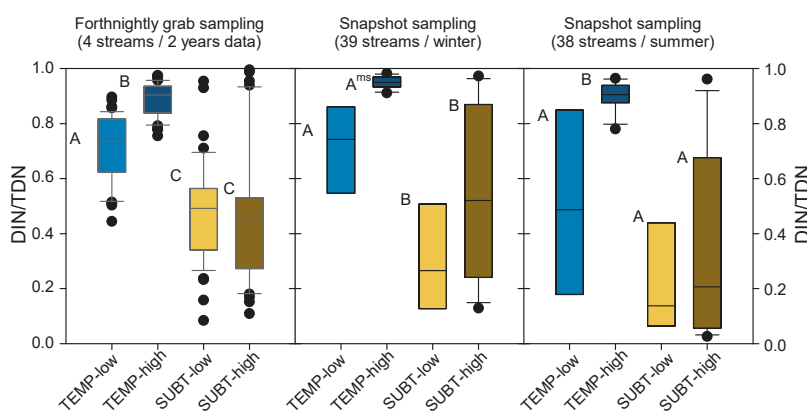 Forthnightly grab sampling
(4 streams / 2 years data)
Snapshot sampling
(39 streams / winter)
Snapshot sampling
(38 streams / summer)
DIN/TDN
1.0
0.8
0.6
0.4
0.2
0.0
A
B
C
C
A
Ams
B
B
A
B
A
A
1.0
0.8
0.6
0.4
0.2
0.0
DIN/TDN
TEMP-low
TEMP-high
SUBT-low
SUBT-high
TEMP-low
TEMP-high
SUBT-low
SUBT-high
TEMP-low
TEMP-high
SUBT-low
SUBT-high